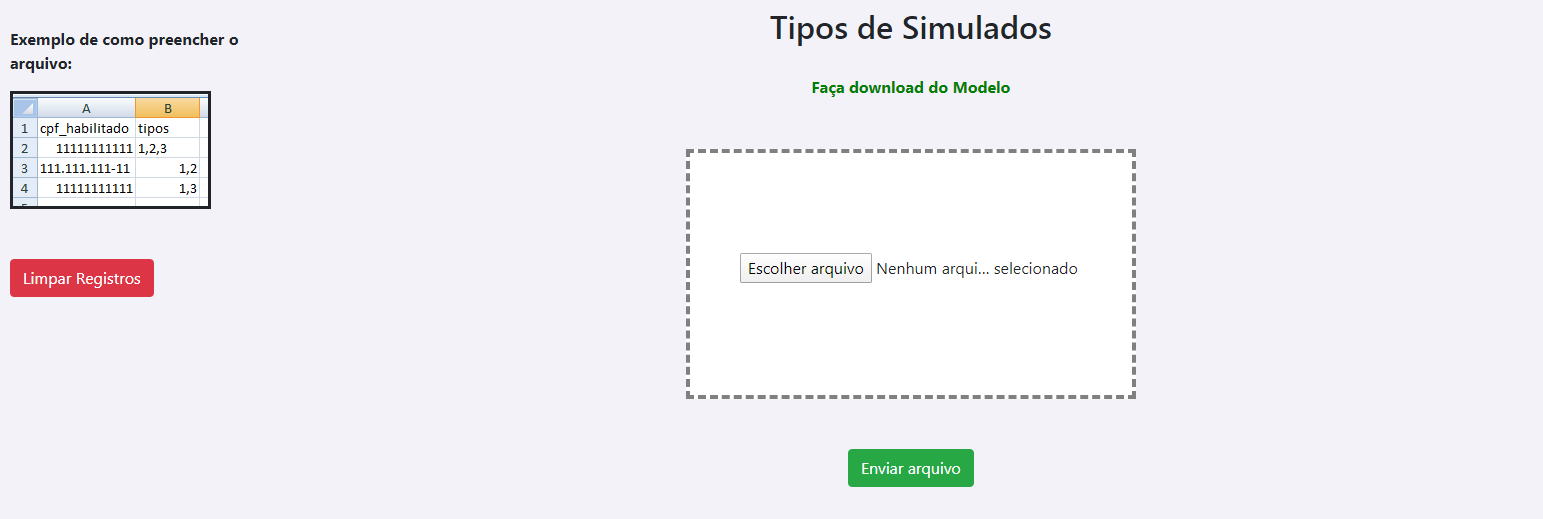 Exemplo de como preencher o
arquivo:
A B
1 cpf_habilitado tipos
2 11111111111 1,2,3
3 111.111.111-11 1,2
4 11111111111 1,3
Limpar Registros
Tipos de Simulados
Faça download do Modelo
Escolher arquivo Nenhum arqui... selecionado
Enviar arquivo